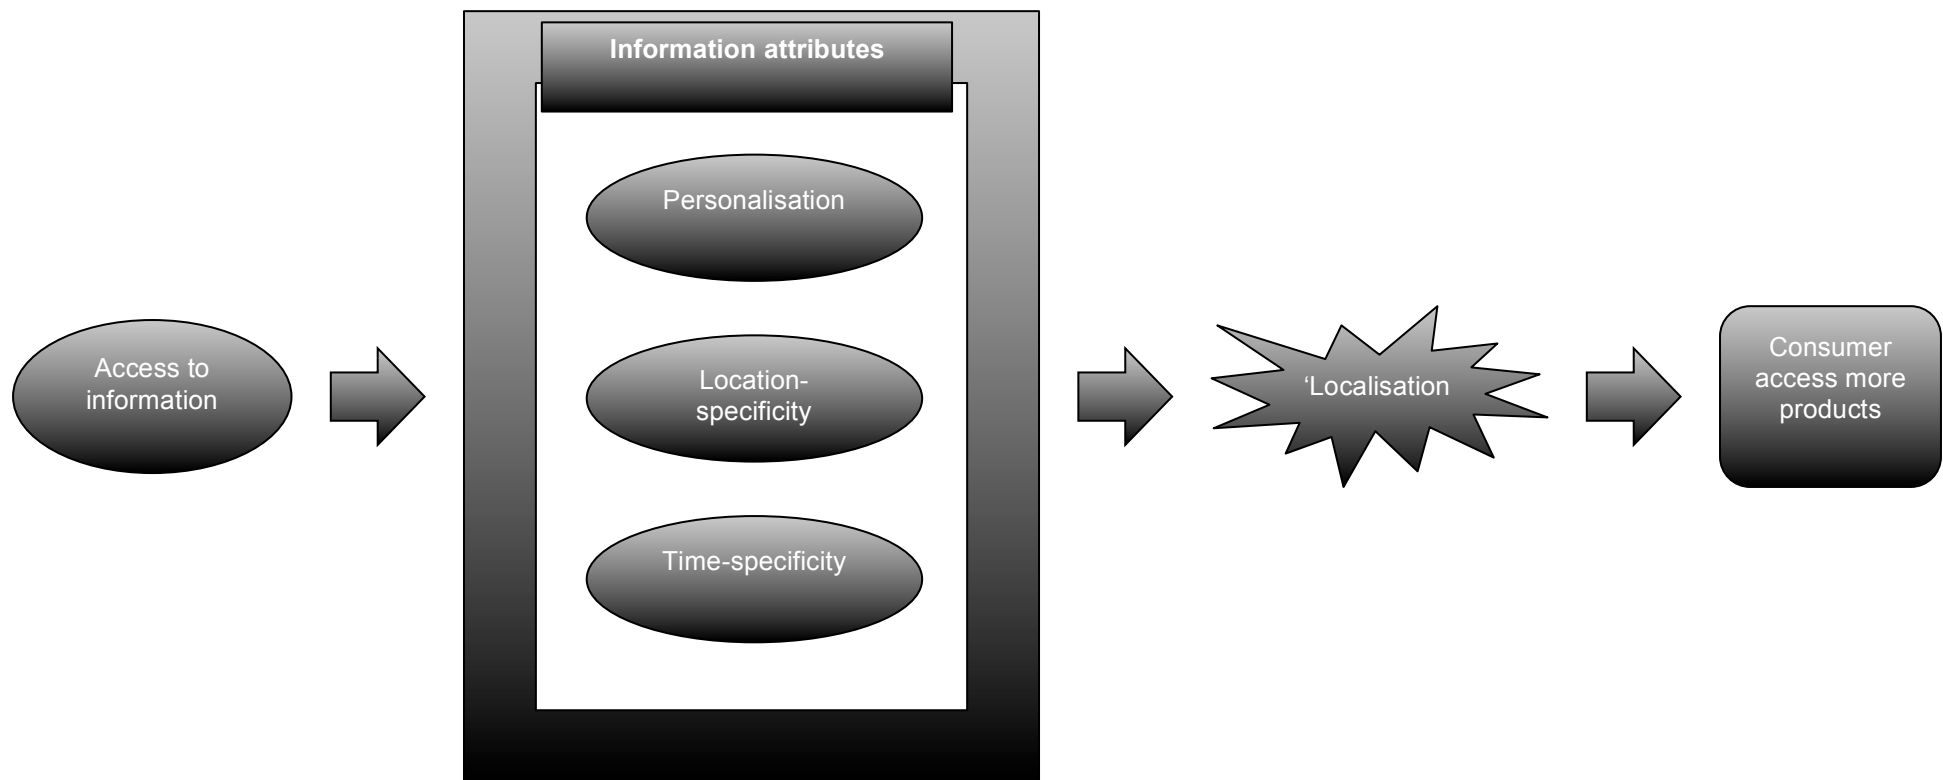 Information attributes
Personalisation
Access to
information
Location-
specificity
Time-specificity
‘Localisation
Consumer
access more
products